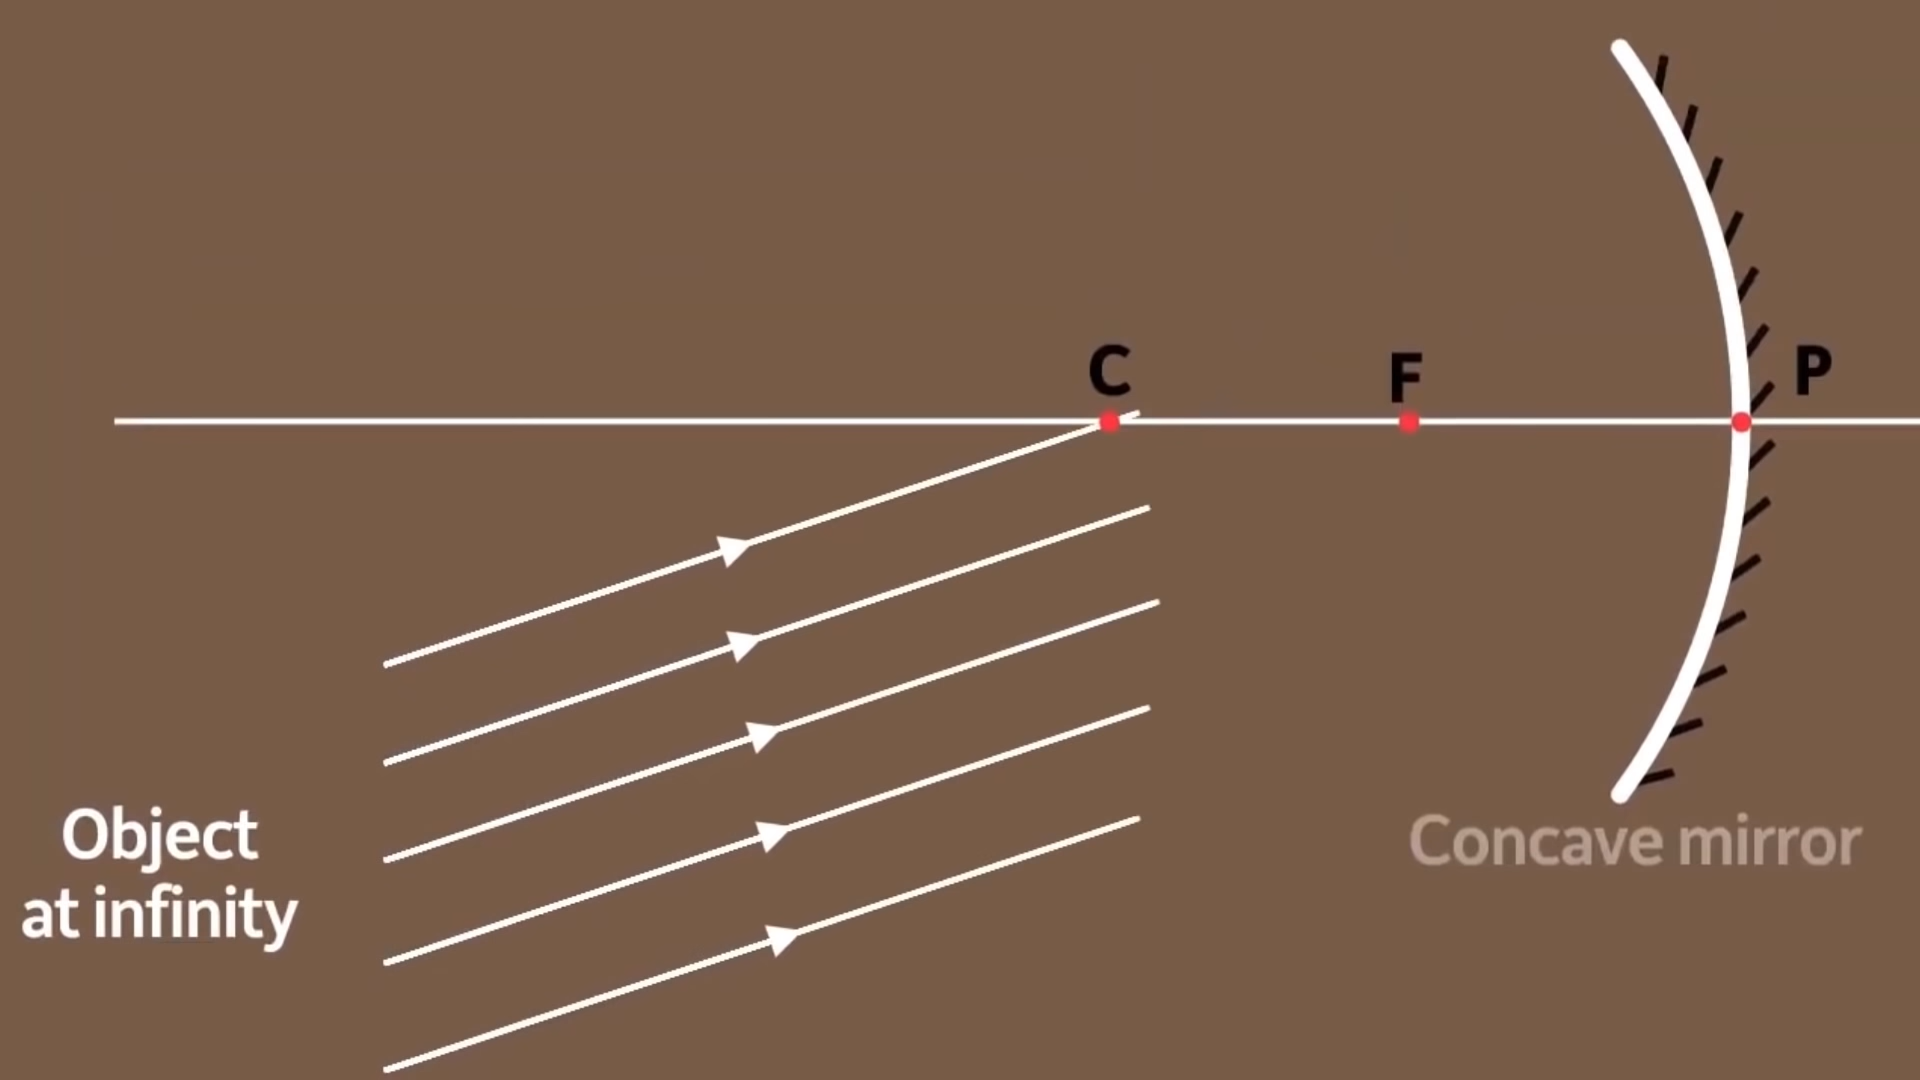 C
F
P
Object
at infinity
Concave mirror